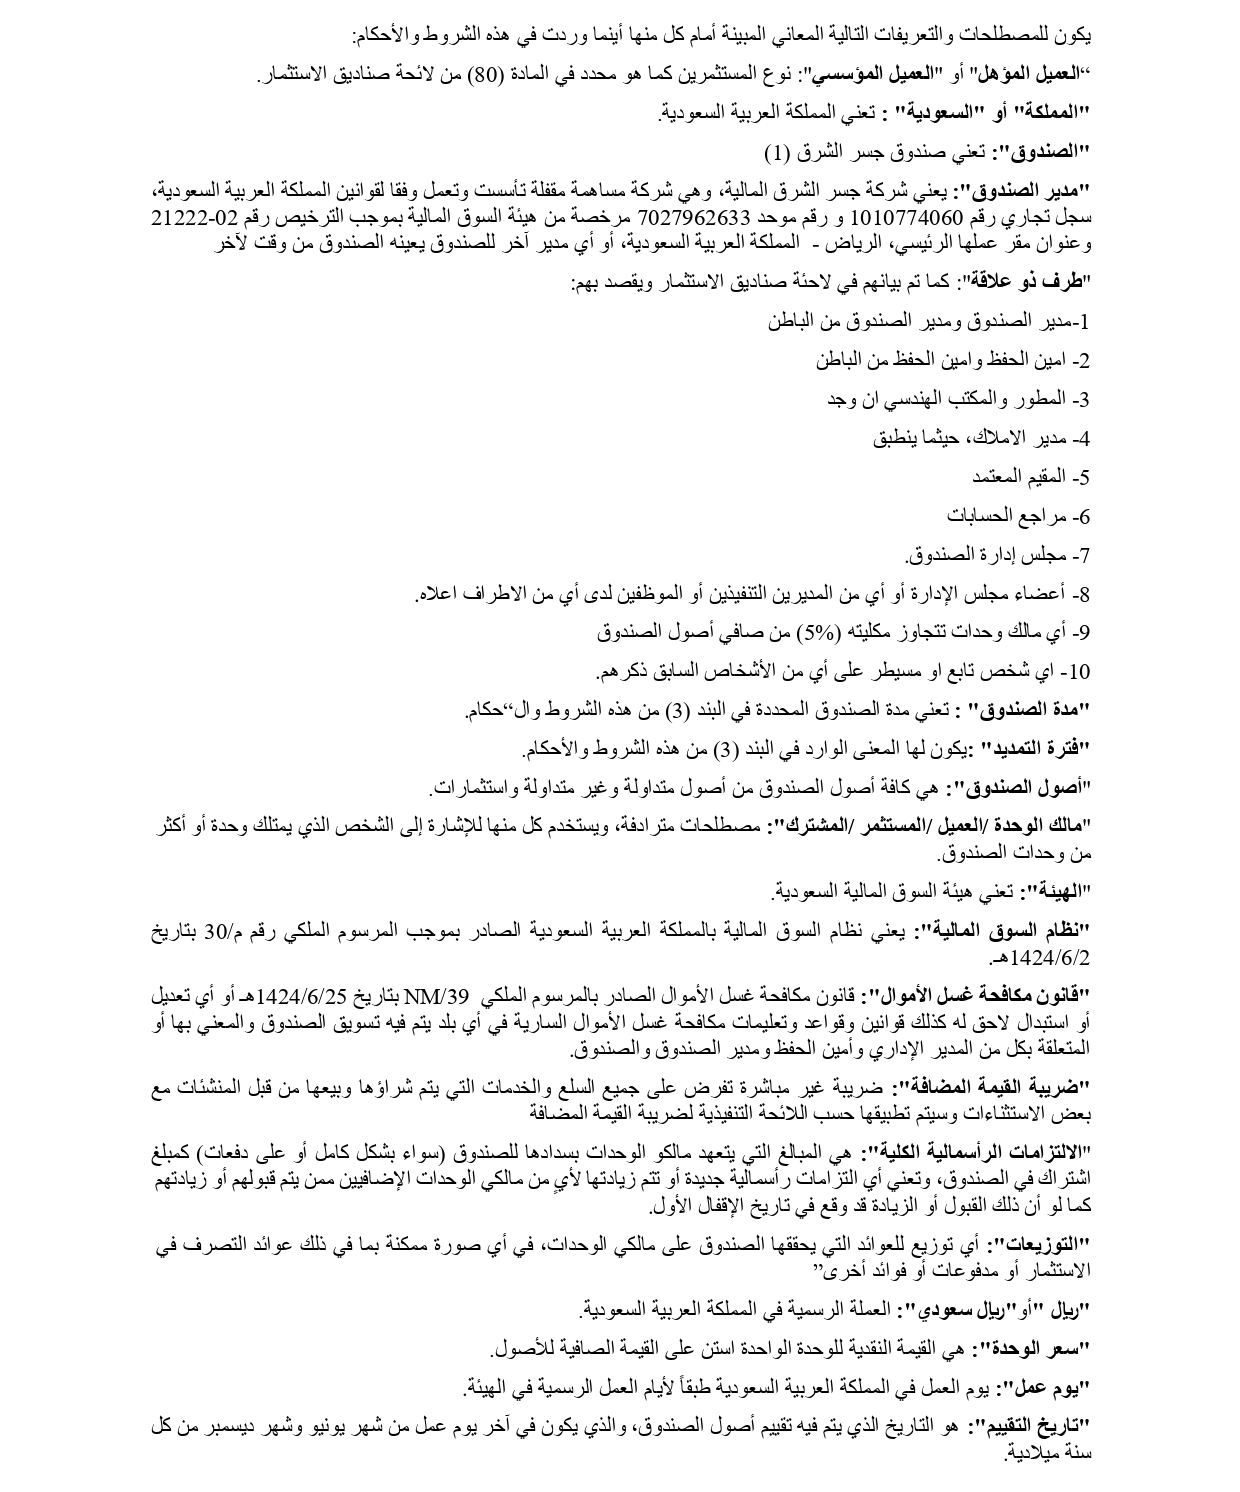 يكون للمصطلحات والتعريفات التالية المعاني المبينة أمام كل منها أينما وردت في هذه الشروط والأحكام:
“العميل المؤهل" أو "العميل المؤسسي": نوع المستثمرين كما هو محدد في المادة (80) من لائحة صناديق الاستثمار.
"المملكة" أو "السعودية" : تعني المملكة العربية السعودية.
"الصندوق": تعني صندوق جسر الشرق (1)
"مدير الصندوق": يعني شركة جسر الشرق المالية، وهي شركة مساهمة مقفلة تأسست وتعمل وفقا لقوانين المملكة العربية السعودية،
سجل تجاري رقم 1010774060 و رقم موحد 7027962633 مرخصة من هيئة السوق المالية بموجب الترخيص رقم 02-21222
وعنوان مقر عملها الرئيسي، الرياض - المملكة العربية السعودية، أو أي مدير آخر للصندوق يعينه الصندوق من وقت لآخر
"طرف ذو علاقة": كما تم بيانهم في لاحئة صناديق الاستثمار ويقصد بهم:
1-مدير الصندوق ومدير الصندوق من الباطن
2- امين الحفظ وامين الحفظ من الباطن
3- المطور والمكتب الهندسي ان وجد
4- مدير الاملاك، حيثما ينطبق
5- المقيم المعتمد
6- مراجع الحسابات
7- مجلس إدارة الصندوق.
8- أعضاء مجلس الإدارة أو أي من المديرين التنفيذين أو الموظفين لدى أي من الاطراف اعلاه.
9- أي مالك وحدات تتجاوز مكليته (5%) من صافي أصول الصندوق
10- اي شخص تابع او مسيطر على أي من الأشخاص السابق ذكرهم.
"مدة الصندوق" : تعني مدة الصندوق المحددة في البند (3) من هذه الشروط وال“حكام.
"فترة التمديد" :يكون لها المعنى الوارد في البند (3) من هذه الشروط والأحكام.
"أصول الصندوق": هي كافة أصول الصندوق من أصول متداولة وغير متداولة واستثمارات.
"مالك الوحدة /العميل /المستثمر /المشترك": مصطلحات مترادفة، ويستخدم كل منها للإشارة إلى الشخص الذي يمتلك وحدة أو أكثر
من وحدات الصندوق.
"الهيئة": تعني هيئة السوق المالية السعودية.
"نظام السوق المالية": يعني نظام السوق المالية بالمملكة العربية السعودية الصادر بموجب المرسوم الملكي رقم م/30 بتاريخ
1424/6/2هـ.
"قانون مكافحة غسل الأموال": قانون مكافحة غسل الأموال الصادر بالمرسوم الملكي NM/39 بتاريخ 1424/6/25هـ أو أي تعديل
أو استبدال لاحق له كذلك قوانين وقواعد وتعليمات مكافحة غسل الأموال السارية في أي بلد يتم فيه تسويق الصندوق والمعني بها أو
المتعلقة بكل من المدير الإداري وأمين الحفظ ومدير الصندوق والصندوق.
"ضريبة القيمة المضافة": ضريبة غير مباشرة تفرض على جميع السلع والخدمات التي يتم شراؤها وبيعها من قبل المنشئات مع
بعض الاستثناءات وسيتم تطبيقها حسب اللائحة التنفيذية لضريبة القيمة المضافة
"الالتزامات الرأسمالية الكلية": هي المبالغ التي يتعهد مالكو الوحدات بسدادها للصندوق (سواء بشكل كامل أو على دفعات) كمبلغ
اشتراك في الصندوق، وتعني أي التزامات رأسمالية جديدة أو تتم زيادتها لأيٍ من مالكي الوحدات الإضافيين ممن يتم قبولهم أو زيادتهم
كما لو أن ذلك القبول أو الزيادة قد وقع في تاريخ الإقفال الأول.
"التوزيعات": أي توزيع للعوائد التي يحققها الصندوق على مالكي الوحدات، في أي صورة ممكنة بما في ذلك عوائد التصرف في
الاستثمار أو مدفوعات أو فوائد أخرى”
"ريال "أو"ريال سعودي": العملة الرسمية في المملكة العربية السعودية.
"سعر الوحدة": هي القيمة النقدية للوحدة الواحدة استن على القيمة الصافية للأصول.
"يوم عمل": يوم العمل في المملكة العربية السعودية طبقاً لأيام العمل الرسمية في الهيئة.
"تاريخ التقييم": هو التاريخ الذي يتم فيه تقييم أصول الصندوق، والذي يكون في آخر يوم عمل من شهر يونيو وشهر ديسمبر من كل
سنة ميلادية.